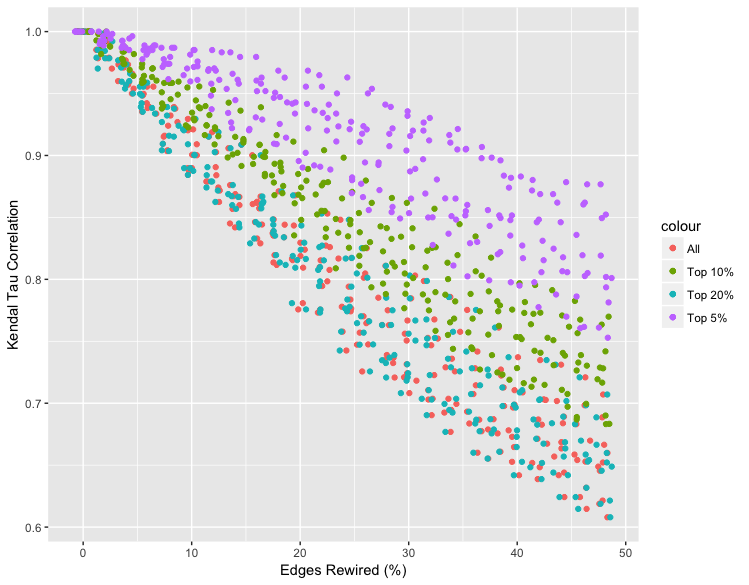 1.0
0.9
0.8
0.7
0.6
Kendal Tau Correlation
0
10
20
30
40
50
Edges Rewired (%)
colour
All
Top 10%
Top 20%
Top 5%